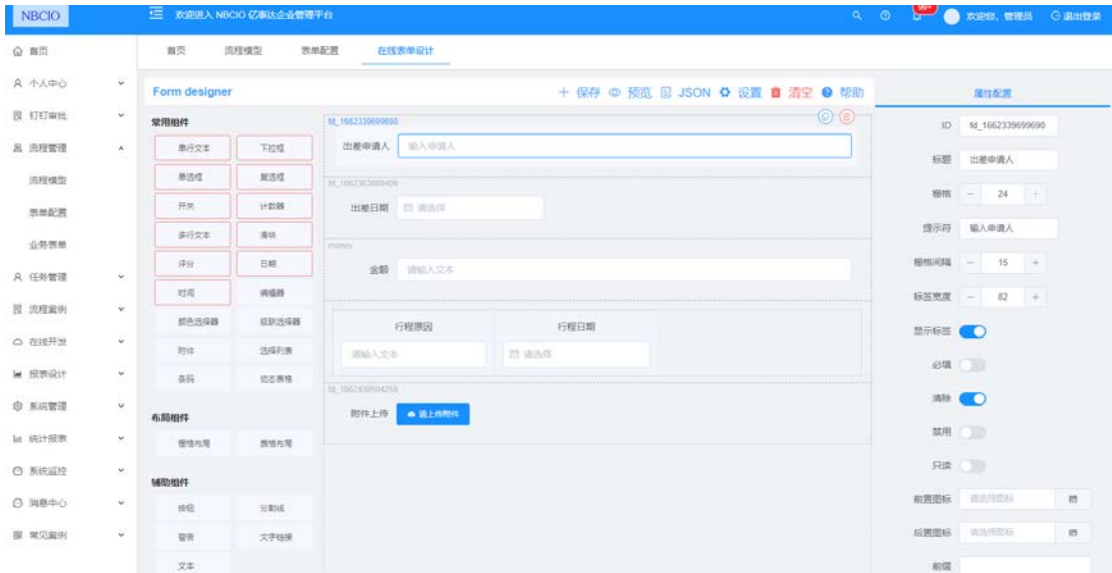 NBCIO
欢迎进入 NBCIO 亿事达企业管理平台
99+
欢迎您，管理员
退出登录
首页
个人中心
钉钉审批
流程管理
流程模型
表单配置
业务表单
任务管理
流程案例
在线开发
报表设计
系统管理
统计报表
系统监控
消息中心
常见案例
首页 流程模型 表单配置 在线表单设计
Form designer
保存 预览 JSON 设置 清空 帮助
常用组件
单行文本 下拉框
单选框 复选框
开关 计数器
多行文本 滑块
评分 日期
时间 编辑器
颜色选择器 级联选择器
附件 选择列表
条码 动态表格
布局组件
栅格布局 表格布局
辅助组件
按钮 分割线
警告 文字链接
文本
fd_1662339699690
出差申请人 输入申请人
出差日期 请选择
money
金额 请输入文本
行程原因 行程日期
请输入文本 请选择
附件上传 请上传附件
属性配置
ID fd_1662339699690
标题 出差申请人
栅格 24
提示符 输入申请人
栅格间隔 15
标签宽度 82
显示标签
必填
清除
禁用
只读
前置图标 请选择图标
后置图标 请选择图标
前缀